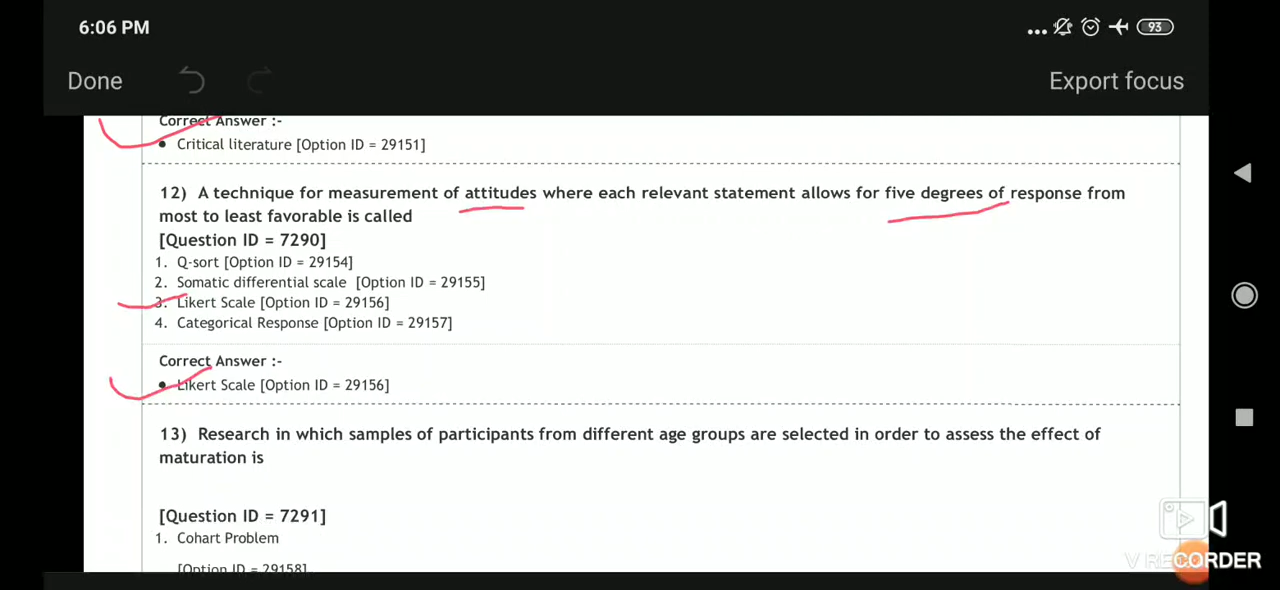 6:06 PM
93
Done
Export focus
Correct Answer :-
Critical literature [Option ID = 29151]
12) A technique for measurement of attitudes where each relevant statement allows for five degrees of response from
most to least favorable is called
[Question ID = 7290]
1. Q-sort [Option ID = 29154]
2. Somatic differential scale [Option ID = 29155]
3. Likert Scale [Option ID = 29156]
4. Categorical Response [Option ID = 29157]
Correct Answer :-
Likert Scale [Option ID = 29156]
13) Research in which samples of participants from different age groups are selected in order to assess the effect of
maturation is
[Question ID = 7291]
1. Cohart Problem
[Option ID = 29158]
V RECORDER